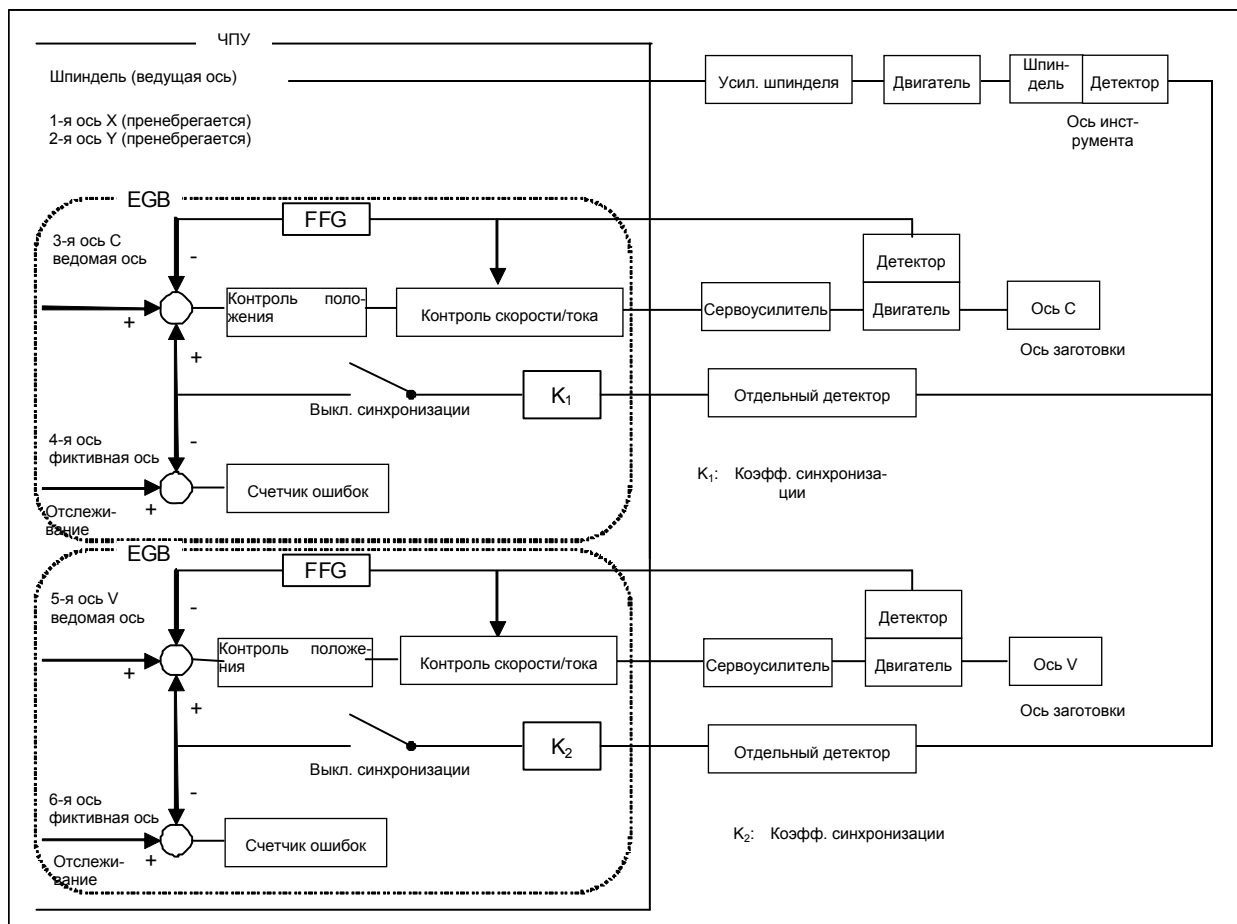 ЧПУ
Шпиндель (ведущая ось)
Усил. шпинделя
Двигатель
Шпин-
дель
Детектор
Ось инст-
румента
1-я ось X (пренебрегается)
2-я ось Y (пренебрегается)
EGB
FFG
3-я ось C
ведомая ось
-
+
Контроль поло-
жения
Контроль скорости/тока
Сервоусилитель
Детектор
Двигатель
Ось C
Ось заготовки
+
Выкл. синхронизации
K₁
Отдельный детектор
4-я ось
фиктивная ось
-
+
Отслежи-
вание
Счетчик ошибок
K₁: Коэфф. синхрониза-
ции
EGB
FFG
5-я ось V
ведомая ось
-
+
Контроль положе-
ния
Контроль скорости/тока
Сервоусилитель
Детектор
Двигатель
Ось V
Ось заготовки
+
Выкл. синхронизации
K₂
Отдельный детектор
6-я ось
фиктивная ось
-
+
Отслежи-
вание
Счетчик ошибок
K₂: Коэфф. синхронизации